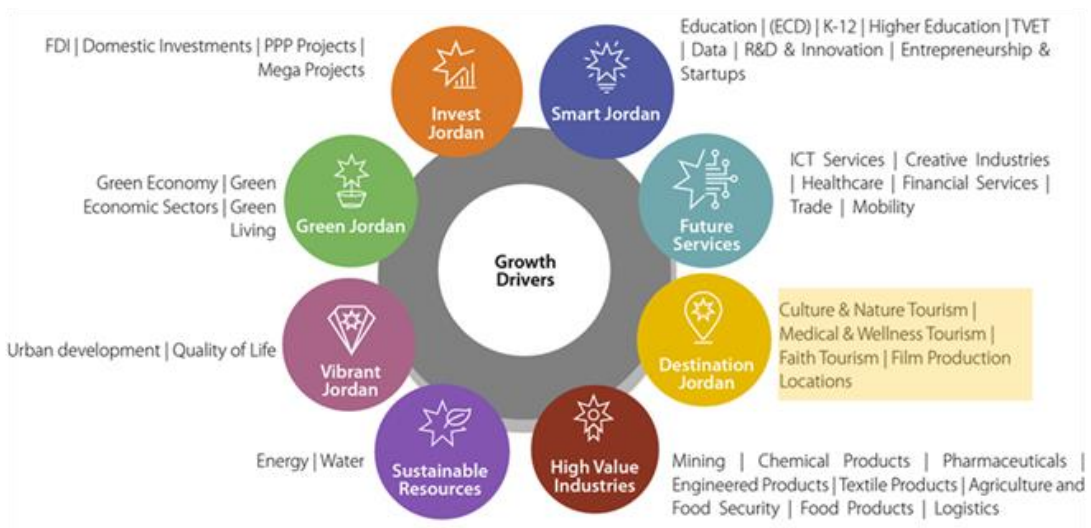 FDI | Domestic Investments | PPP Projects |
Mega Projects
Invest
Jordan
Education | (ECD) | K-12 | Higher Education | TVET
| Data | R&D & Innovation | Entrepreneurship &
Startups
Smart Jordan
ICT Services | Creative Industries
| Healthcare | Financial Services |
Trade | Mobility
Future
Services
Green Economy | Green
Economic Sectors | Green
Living
Green Jordan
Growth
Drivers
Culture & Nature Tourism |
Medical & Wellness Tourism |
Faith Tourism | Film Production
Locations
Destination
Jordan
Urban development | Quality of Life
Vibrant
Jordan
Energy | Water
Sustainable
Resources
High Value
Industries
Mining | Chemical Products | Pharmaceuticals |
Engineered Products | Textile Products | Agriculture and
Food Security | Food Products | Logistics